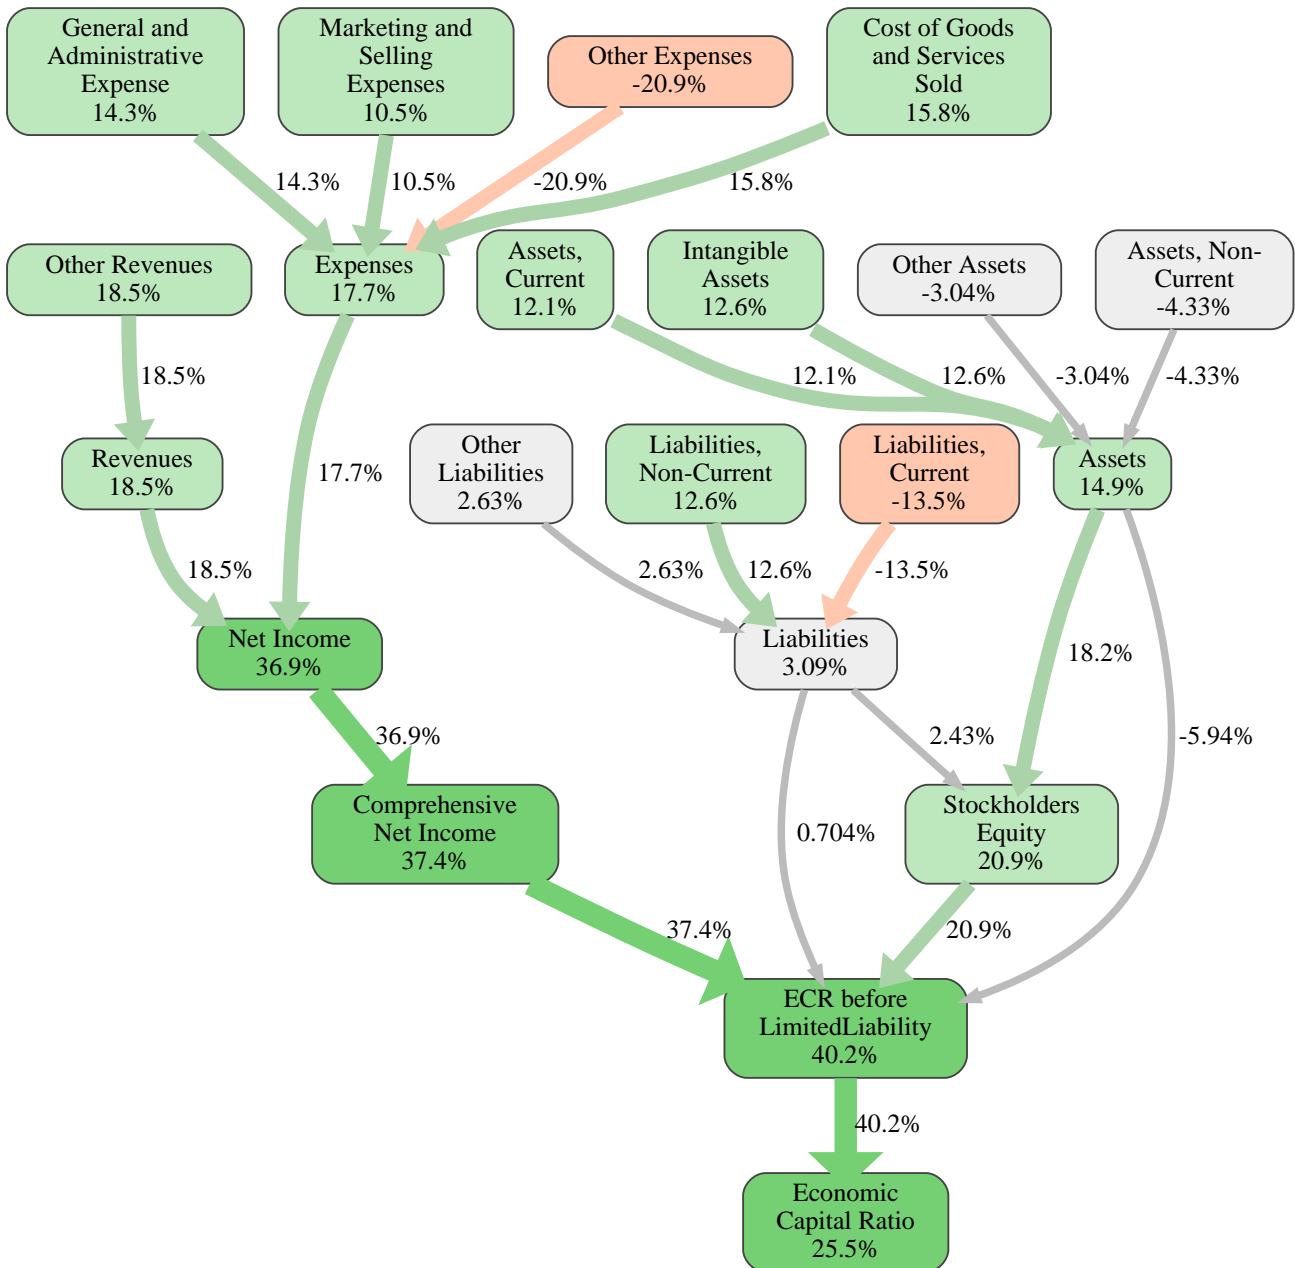 General and
Administrative
Expense
14.3%
Marketing and
Selling
Expenses
10.5%
Other Expenses
-20.9%
Cost of Goods
and Services
Sold
15.8%
14.3%
10.5%
-20.9%
15.8%
Other Revenues
18.5%
Expenses
17.7%
Assets,
Current
12.1%
Intangible
Assets
12.6%
Other Assets
-3.04%
Assets, Non-
Current
-4.33%
18.5%
12.1%
12.6%
-3.04%
-4.33%
Revenues
18.5%
17.7%
Other
Liabilities
2.63%
Liabilities,
Non-Current
12.6%
Liabilities,
Current
-13.5%
Assets
14.9%
18.5%
2.63%
12.6%
-13.5%
Net Income
36.9%
Liabilities
3.09%
18.2%
36.9%
2.43%
-5.94%
Comprehensive
Net Income
37.4%
0.704%
Stockholders
Equity
20.9%
37.4%
20.9%
ECR before
LimitedLiability
40.2%
40.2%
Economic
Capital Ratio
25.5%